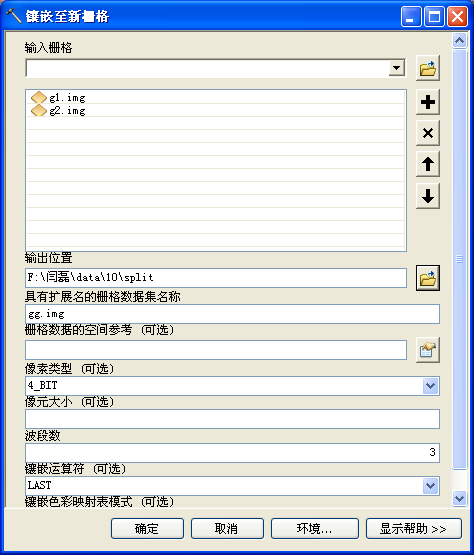 镶嵌至新栅格
输入栅格
g1.img
g2.img
输出位置
F:\闫磊\data\10\split
具有扩展名的栅格数据集名称
gg.img
栅格数据的空间参考 (可选)
像素类型 (可选)
4_BIT
像元大小 (可选)
波段数
3
镶嵌运算符 (可选)
LAST
镶嵌色彩映射表模式 (可选)
确定
取消
环境...
显示帮助 >>